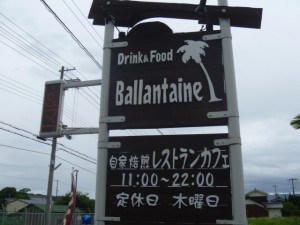 Drink & Food
Ballantaine
自家焙煎レストランカフェ
11:00~22:00
定休日 木曜日